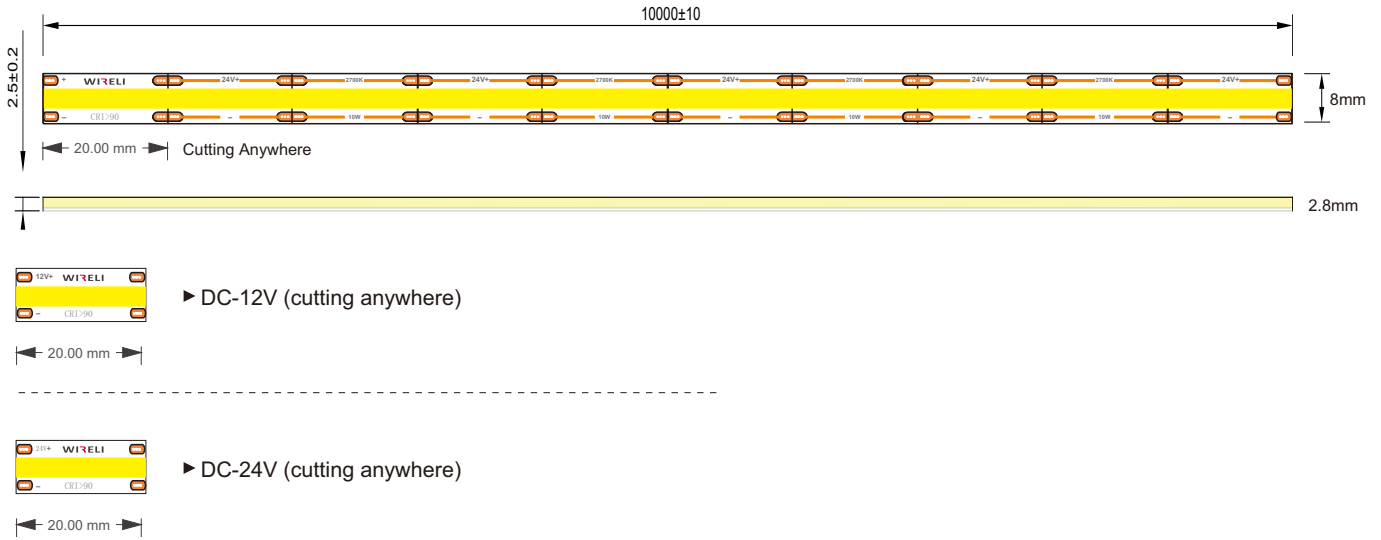 10000±10
2.5±0.2
+ WIRELI 24V+ 2700K 24V+ 2700K 24V+ 2700K 24V+ 2700K 24V+
8mm
– CRI>90 – 10W – 10W – 10W – 10W –
20.00 mm Cutting Anywhere
2.8mm
12V+ WIRELI
► DC-12V (cutting anywhere)
– CRI>90
20.00 mm
24V+ WIRELI
► DC-24V (cutting anywhere)
– CRI>90
20.00 mm